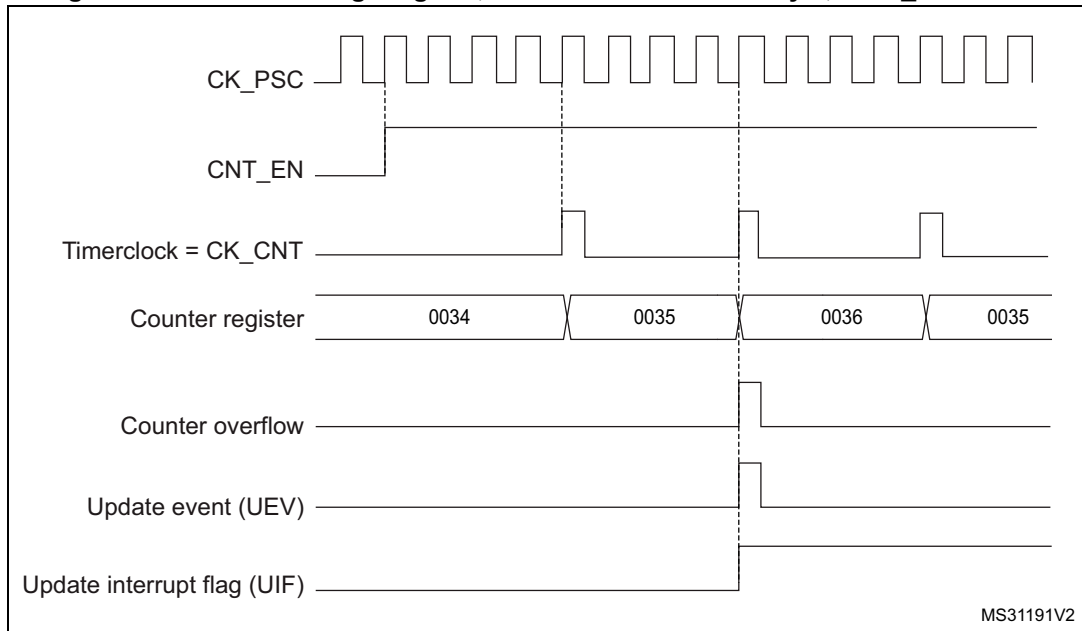 CK_PSC
CNT_EN
Timerclock = CK_CNT
Counter register 0034 0035 0036 0035
Counter overflow
Update event (UEV)
Update interrupt flag (UIF)
MS31191V2